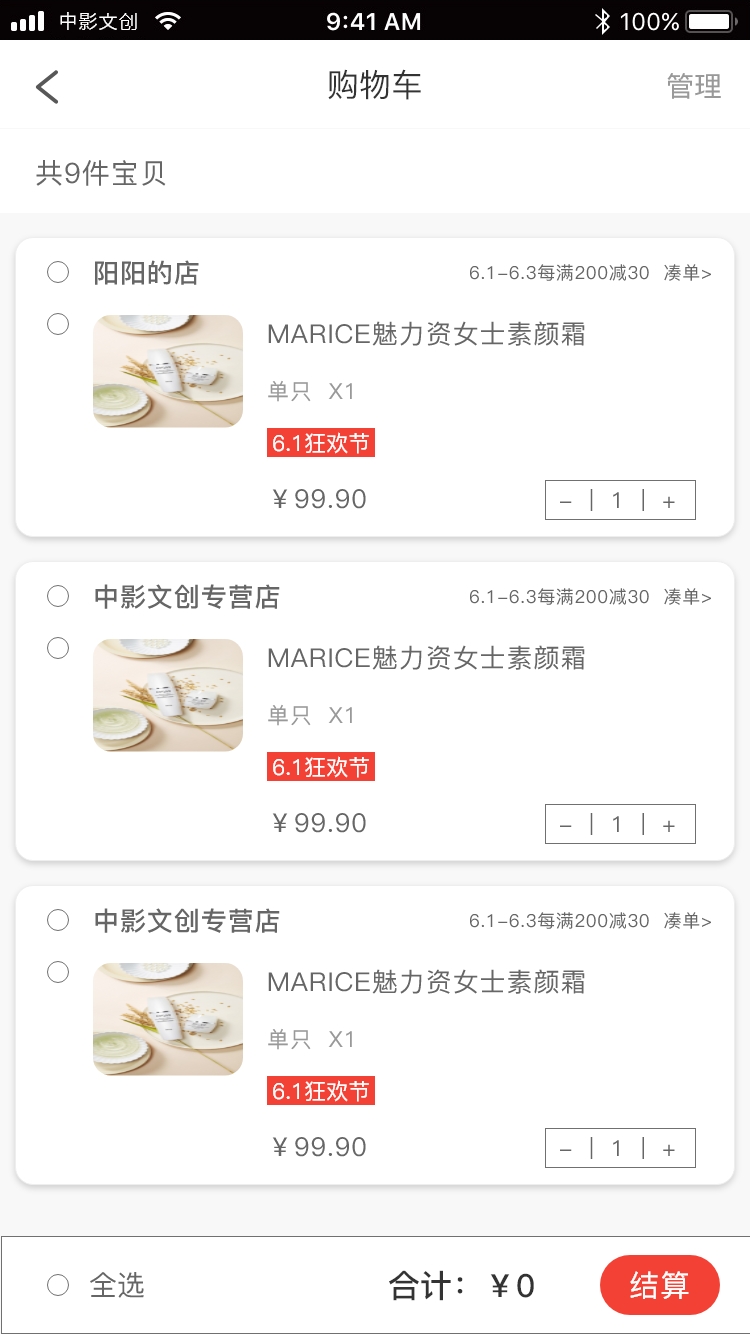 中影文创 9:41 AM 100%
购物车 管理
共9件宝贝
阳阳的店 6.1-6.3每满200减30 凑单>
MARICE魅力资女士素颜霜
单只 X1
6.1狂欢节
¥99.90 - | 1 | +
中影文创专营店 6.1-6.3每满200减30 凑单>
MARICE魅力资女士素颜霜
单只 X1
6.1狂欢节
¥99.90 - | 1 | +
中影文创专营店 6.1-6.3每满200减30 凑单>
MARICE魅力资女士素颜霜
单只 X1
6.1狂欢节
¥99.90 - | 1 | +
全选 合计：¥0 结算